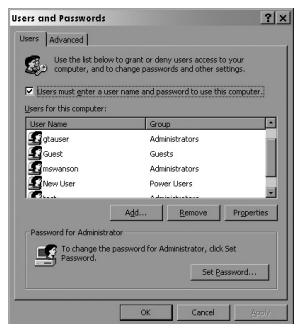 Users and Passwords
Users Advanced
Use the list below to grant or deny users access to your
computer, and to change passwords and other settings.
Users must enter a user name and password to use this computer.
Users for this computer:
User Name Group
gtauser Administrators
Guest Guests
mswanson Administrators
New User Power Users
Add... Remove Properties
Password for Administrator
To change the password for Administrator, click Set
Password.
Set Password...
OK Cancel Apply